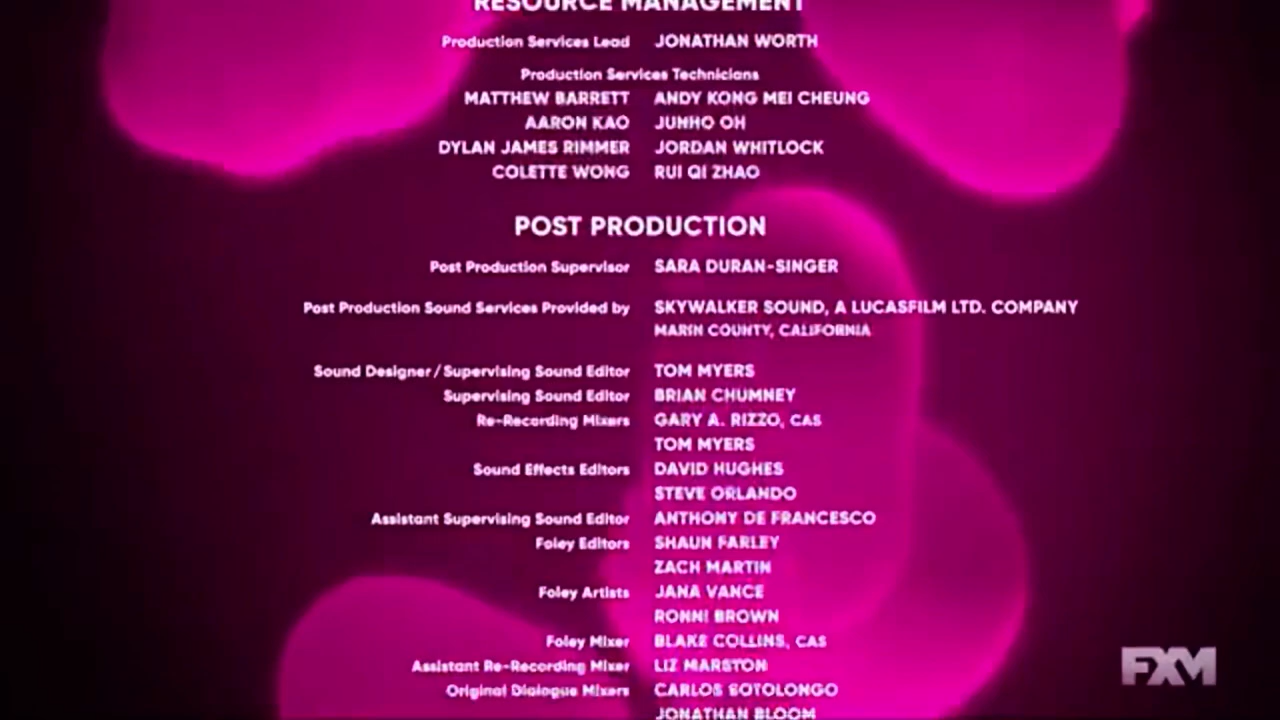 RESOURCE MANAGEMENT
Production Services Lead JONATHAN WORTH
Production Services Technicians
MATTHEW BARRETT ANDY KONG MEI CHEUNG
AARON KAO JUNHO OH
DYLAN JAMES RIMMER JORDAN WHITLOCK
COLETTE WONG RUI QI ZHAO
POST PRODUCTION
Post Production Supervisor SARA DURAN-SINGER
Post Production Sound Services Provided by SKYWALKER SOUND, A LUCASFILM LTD. COMPANY
MARIN COUNTY, CALIFORNIA
Sound Designer / Supervising Sound Editor TOM MYERS
Supervising Sound Editor BRIAN CHUMNEY
Re-Recording Mixers GARY A. RIZZO, CAS
TOM MYERS
Sound Effects Editors DAVID HUGHES
STEVE ORLANDO
Assistant Supervising Sound Editor ANTHONY DE FRANCESCO
Foley Editors SHAUN FARLEY
ZACH MARTIN
Foley Artists JANA VANCE
RONNI BROWN
Foley Mixer BLAKE COLLINS, CAS
Assistant Re-Recording Mixer LIZ MARSTON
Original Dialogue Mixers CARLOS SOTOLONGO
JONATHAN BLOOM
FXM